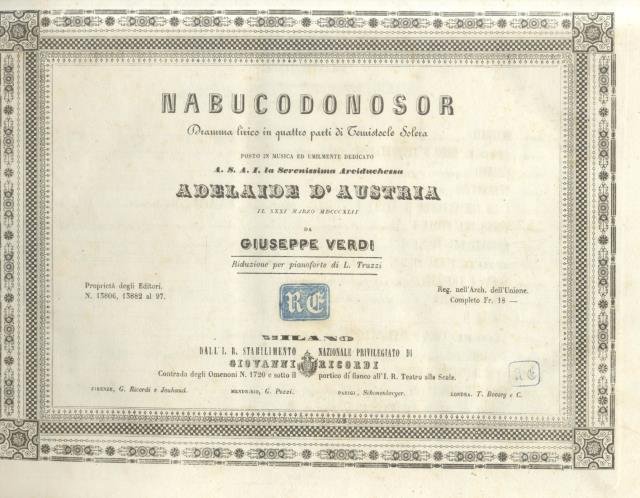 NABUCODONOSOR
Dramma lirico in quattro parti di Temistocle Solera
POSTO IN MUSICA ED UMILMENTE DEDICATO
A. S. A. I. la Serenissima Arciduchessa
ADELAIDE D'AUSTRIA
IL XXXI MARZO MDCCCXLII
DA
GIUSEPPE VERDI
Riduzione per pianoforte di L. Truzzi
Proprietà degli Editori.
N. 13806, 13882 al 97.
RE
Reg. nell'Arch. dell'Unione.
Completo Fr. 18 —
MILANO
DALL'I. R. STABILIMENTO NAZIONALE PRIVILEGIATO DI
GIOVANNI RICORDI
Contrada degli Omenoni N. 1720 e sotto il portico di fianco all'I. R. Teatro alla Scala.
FIRENZE, G. Ricordi e Jouhaud. MENDRISIO, G. Pozzi. PARIGI, Schonenberger. LONDRA. T. Boosey e C.